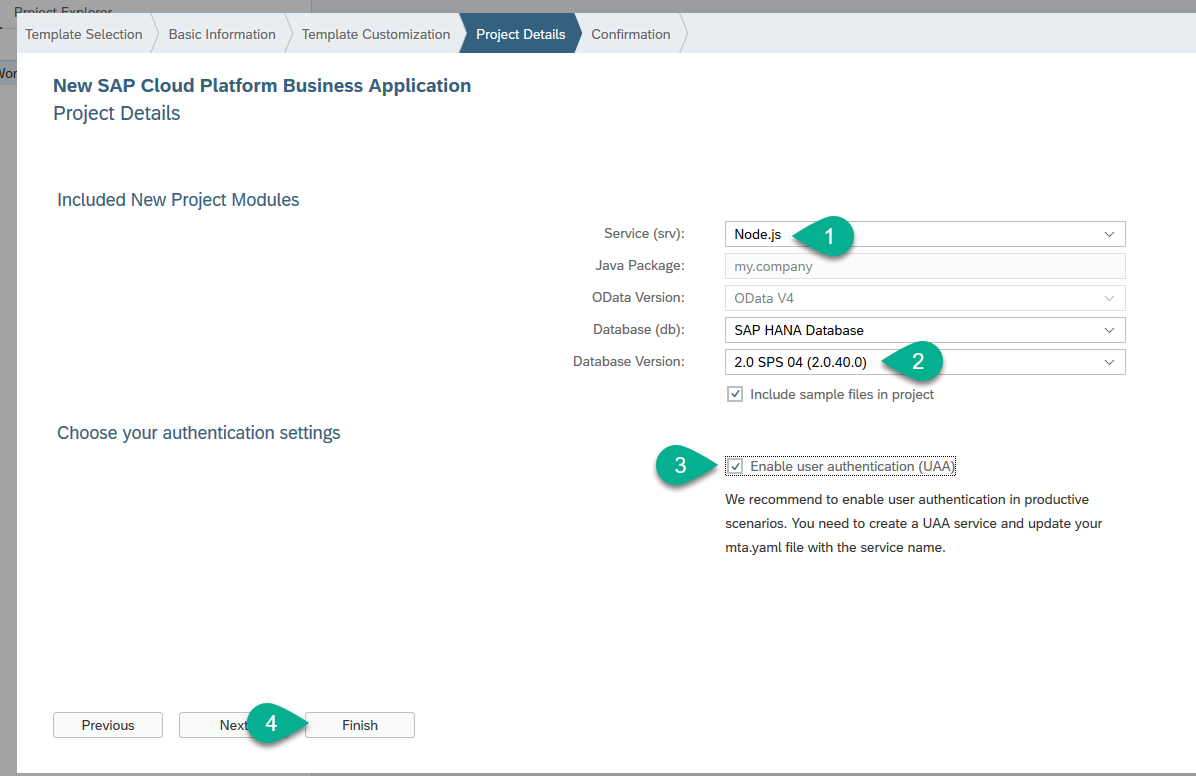 Project Explorer
Template Selection
Basic Information
Template Customization
Project Details
Confirmation
Wor
New SAP Cloud Platform Business Application
Project Details
Included New Project Modules
Service (srv): Node.js 1
Java Package: my.company
OData Version: OData V4
Database (db): SAP HANA Database
Database Version: 2.0 SPS 04 (2.0.40.0) 2
Include sample files in project
Choose your authentication settings
3 Enable user authentication (UAA)
We recommend to enable user authentication in productive
scenarios. You need to create a UAA service and update your
mta.yaml file with the service name.
Previous
Next
4
Finish